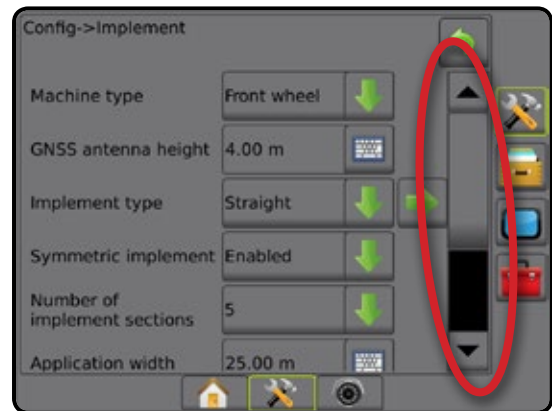 Config->Implement
Machine type Front wheel
GNSS antenna height 4.00 m
Implement type Straight
Symmetric implement Enabled
Number of
implement sections 5
Application width 25.00 m